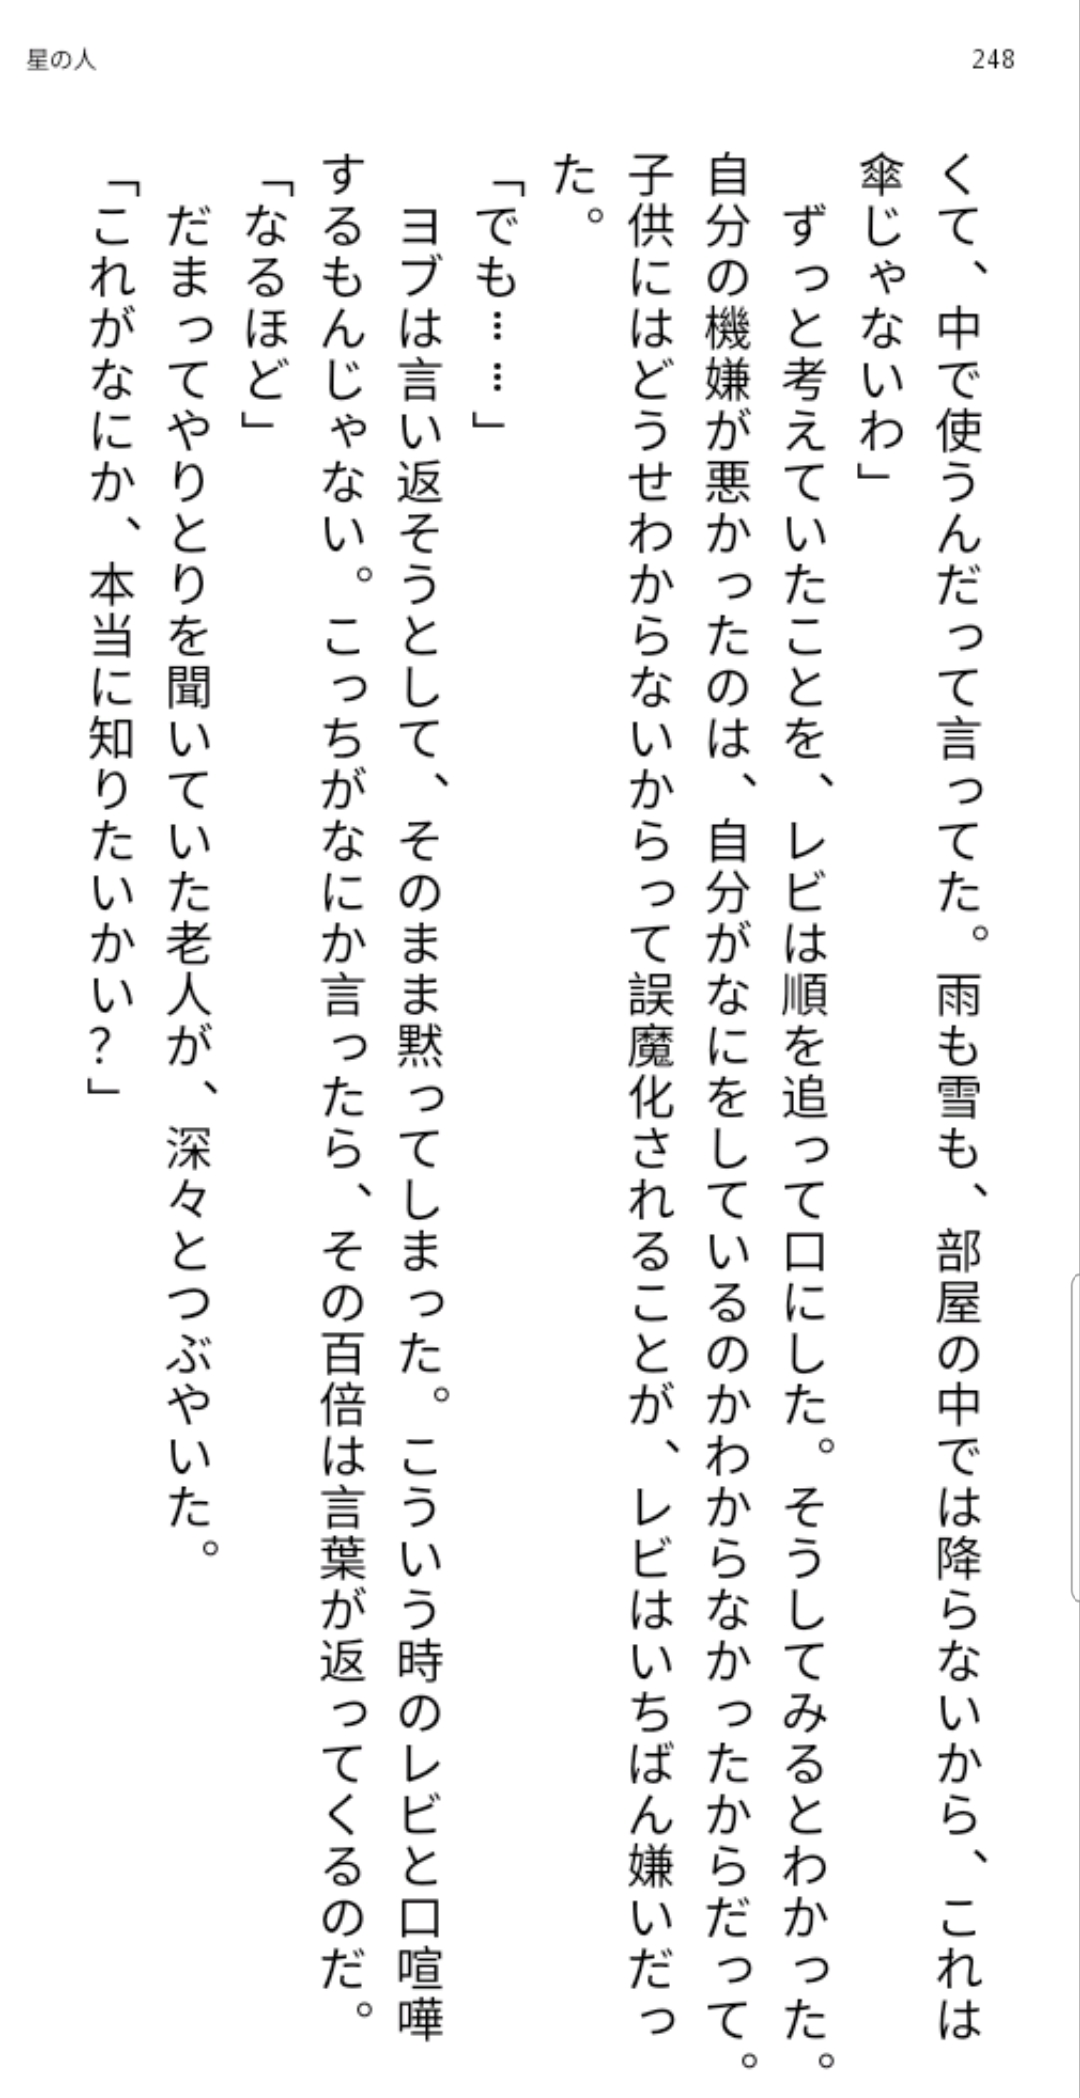 星の人
248
くて、中で使うんだって言ってた。雨も雪も、部屋の中では降らないから、これは
傘じゃないわ」
　ずっと考えていたことを、レビは順を追って口にした。そうしてみるとわかった。
自分の機嫌が悪かったのは、自分がなにをしているのかわからなかったからだって。
子供にはどうせわからないからって誤魔化されることが、レビはいちばん嫌いだっ
た。
「でも……」
　ヨブは言い返そうとして、そのまま黙ってしまった。こういう時のレビと口喧嘩
するもんじゃない。こっちがなにか言ったら、その百倍は言葉が返ってくるのだ。
「なるほど」
　だまってやりとりを聞いていた老人が、深々とつぶやいた。
「これがなにか、本当に知りたいかい？」